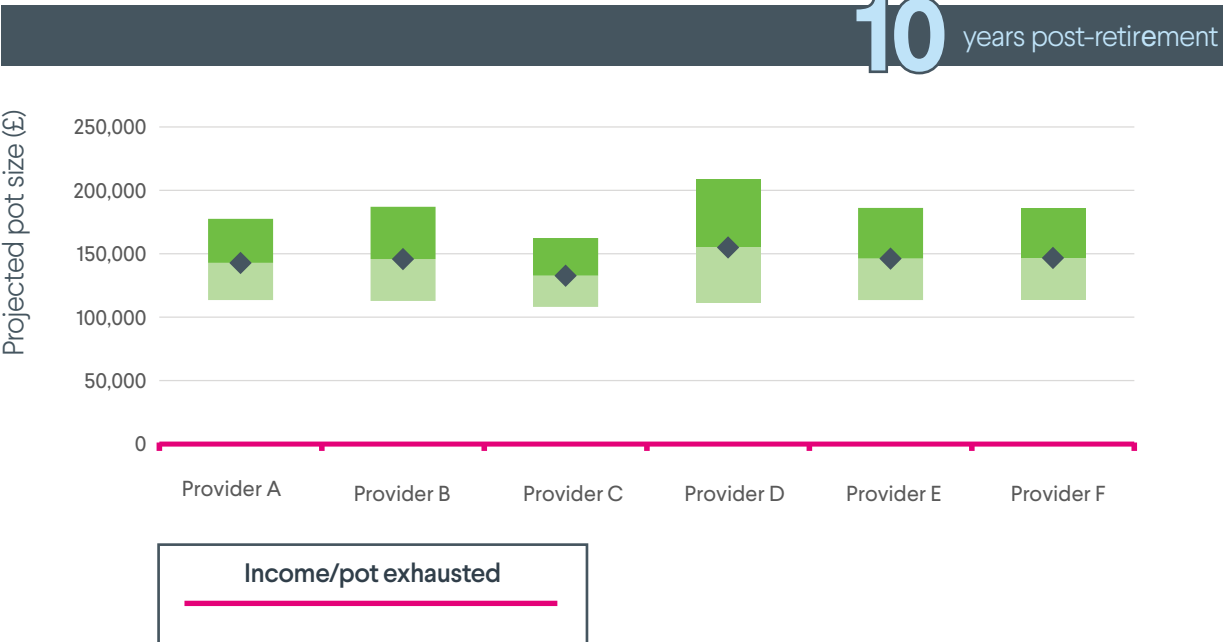 10 years post-retirement
Projected pot size (£)
250,000
200,000
150,000
100,000
50,000
0
Provider A Provider B Provider C Provider D Provider E Provider F
Income/pot exhausted